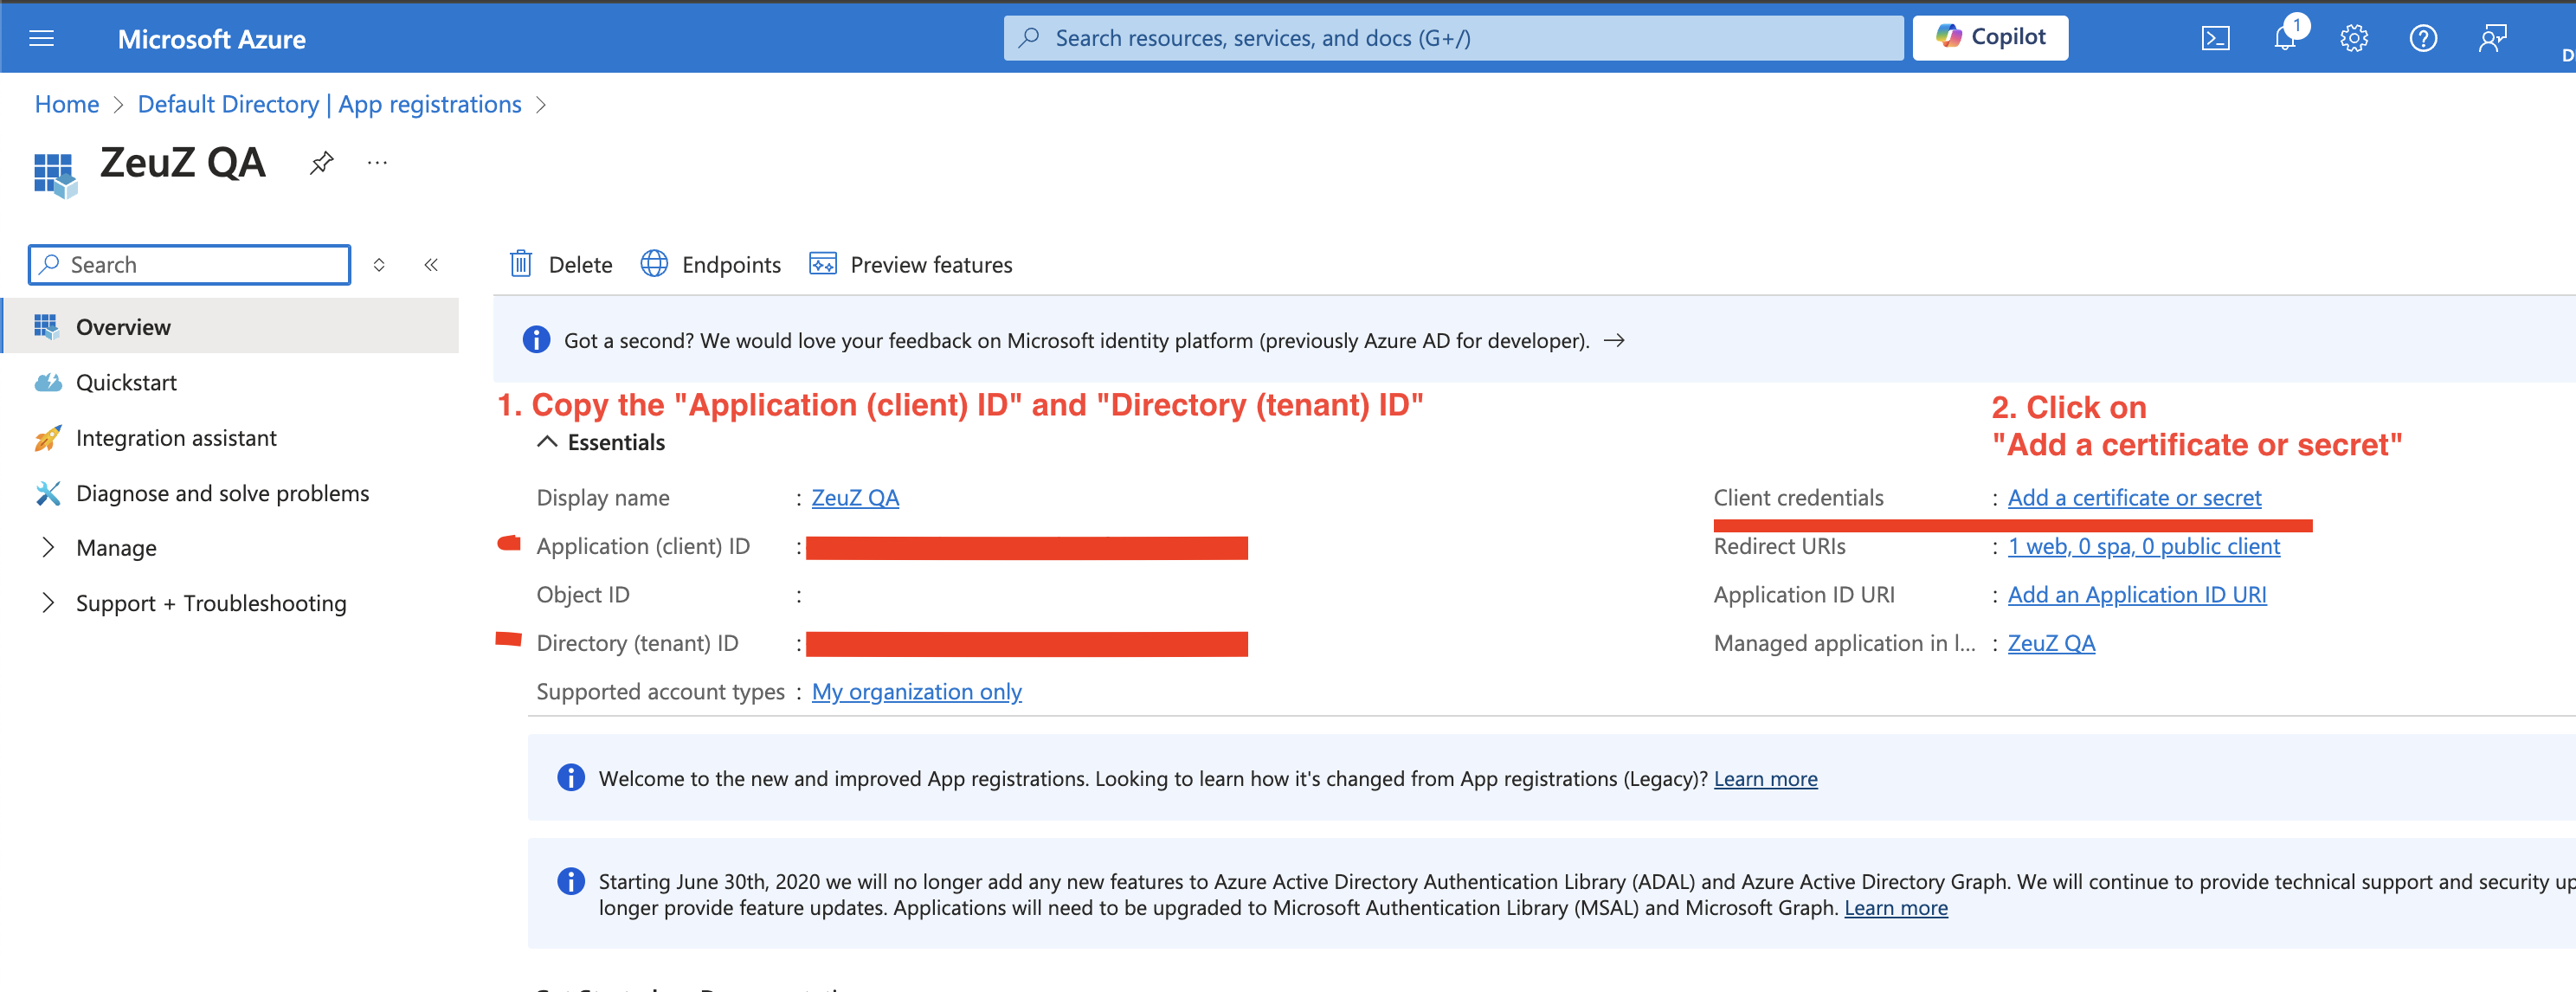 Microsoft Azure
Search resources, services, and docs (G+/)
Copilot
1
D
Home > Default Directory | App registrations >
ZeuZ QA
...
Search
Delete
Endpoints
Preview features
Overview
Quickstart
Integration assistant
Diagnose and solve problems
Manage
Support + Troubleshooting
Got a second? We would love your feedback on Microsoft identity platform (previously Azure AD for developer). →
1. Copy the "Application (client) ID" and "Directory (tenant) ID"
2. Click on
"Add a certificate or secret"
Essentials
Display name : ZeuZ QA
Application (client) ID :
Object ID :
Directory (tenant) ID :
Supported account types : My organization only
Client credentials : Add a certificate or secret
Redirect URIs : 1 web, 0 spa, 0 public client
Application ID URI : Add an Application ID URI
Managed application in l... : ZeuZ QA
Welcome to the new and improved App registrations. Looking to learn how it's changed from App registrations (Legacy)? Learn more
Starting June 30th, 2020 we will no longer add any new features to Azure Active Directory Authentication Library (ADAL) and Azure Active Directory Graph. We will continue to provide technical support and security up
longer provide feature updates. Applications will need to be upgraded to Microsoft Authentication Library (MSAL) and Microsoft Graph. Learn more